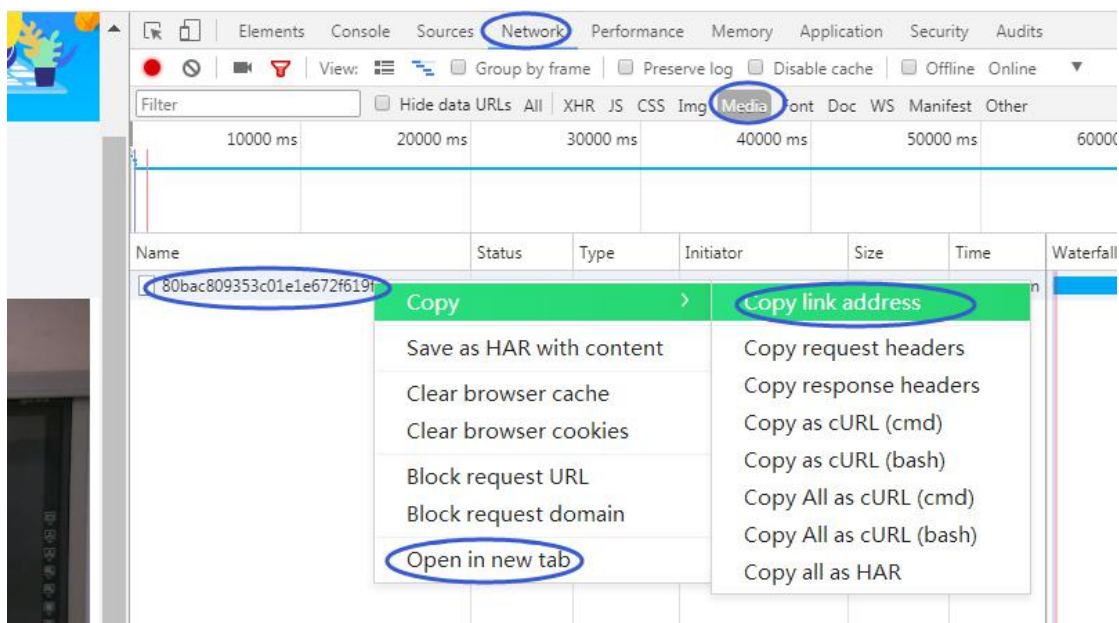 Elements Console Sources Network Performance Memory Application Security Audits
View: Group by frame Preserve log Disable cache Offline Online
Filter Hide data URLs All XHR JS CSS Img Media Font Doc WS Manifest Other
10000 ms 20000 ms 30000 ms 40000 ms 50000 ms 60000
Name Status Type Initiator Size Time Waterfall
80bac809353c01e1e672f619f
Copy
Save as HAR with content
Clear browser cache
Clear browser cookies
Block request URL
Block request domain
Open in new tab
Copy link address
Copy request headers
Copy response headers
Copy as cURL (cmd)
Copy as cURL (bash)
Copy All as cURL (cmd)
Copy All as cURL (bash)
Copy all as HAR